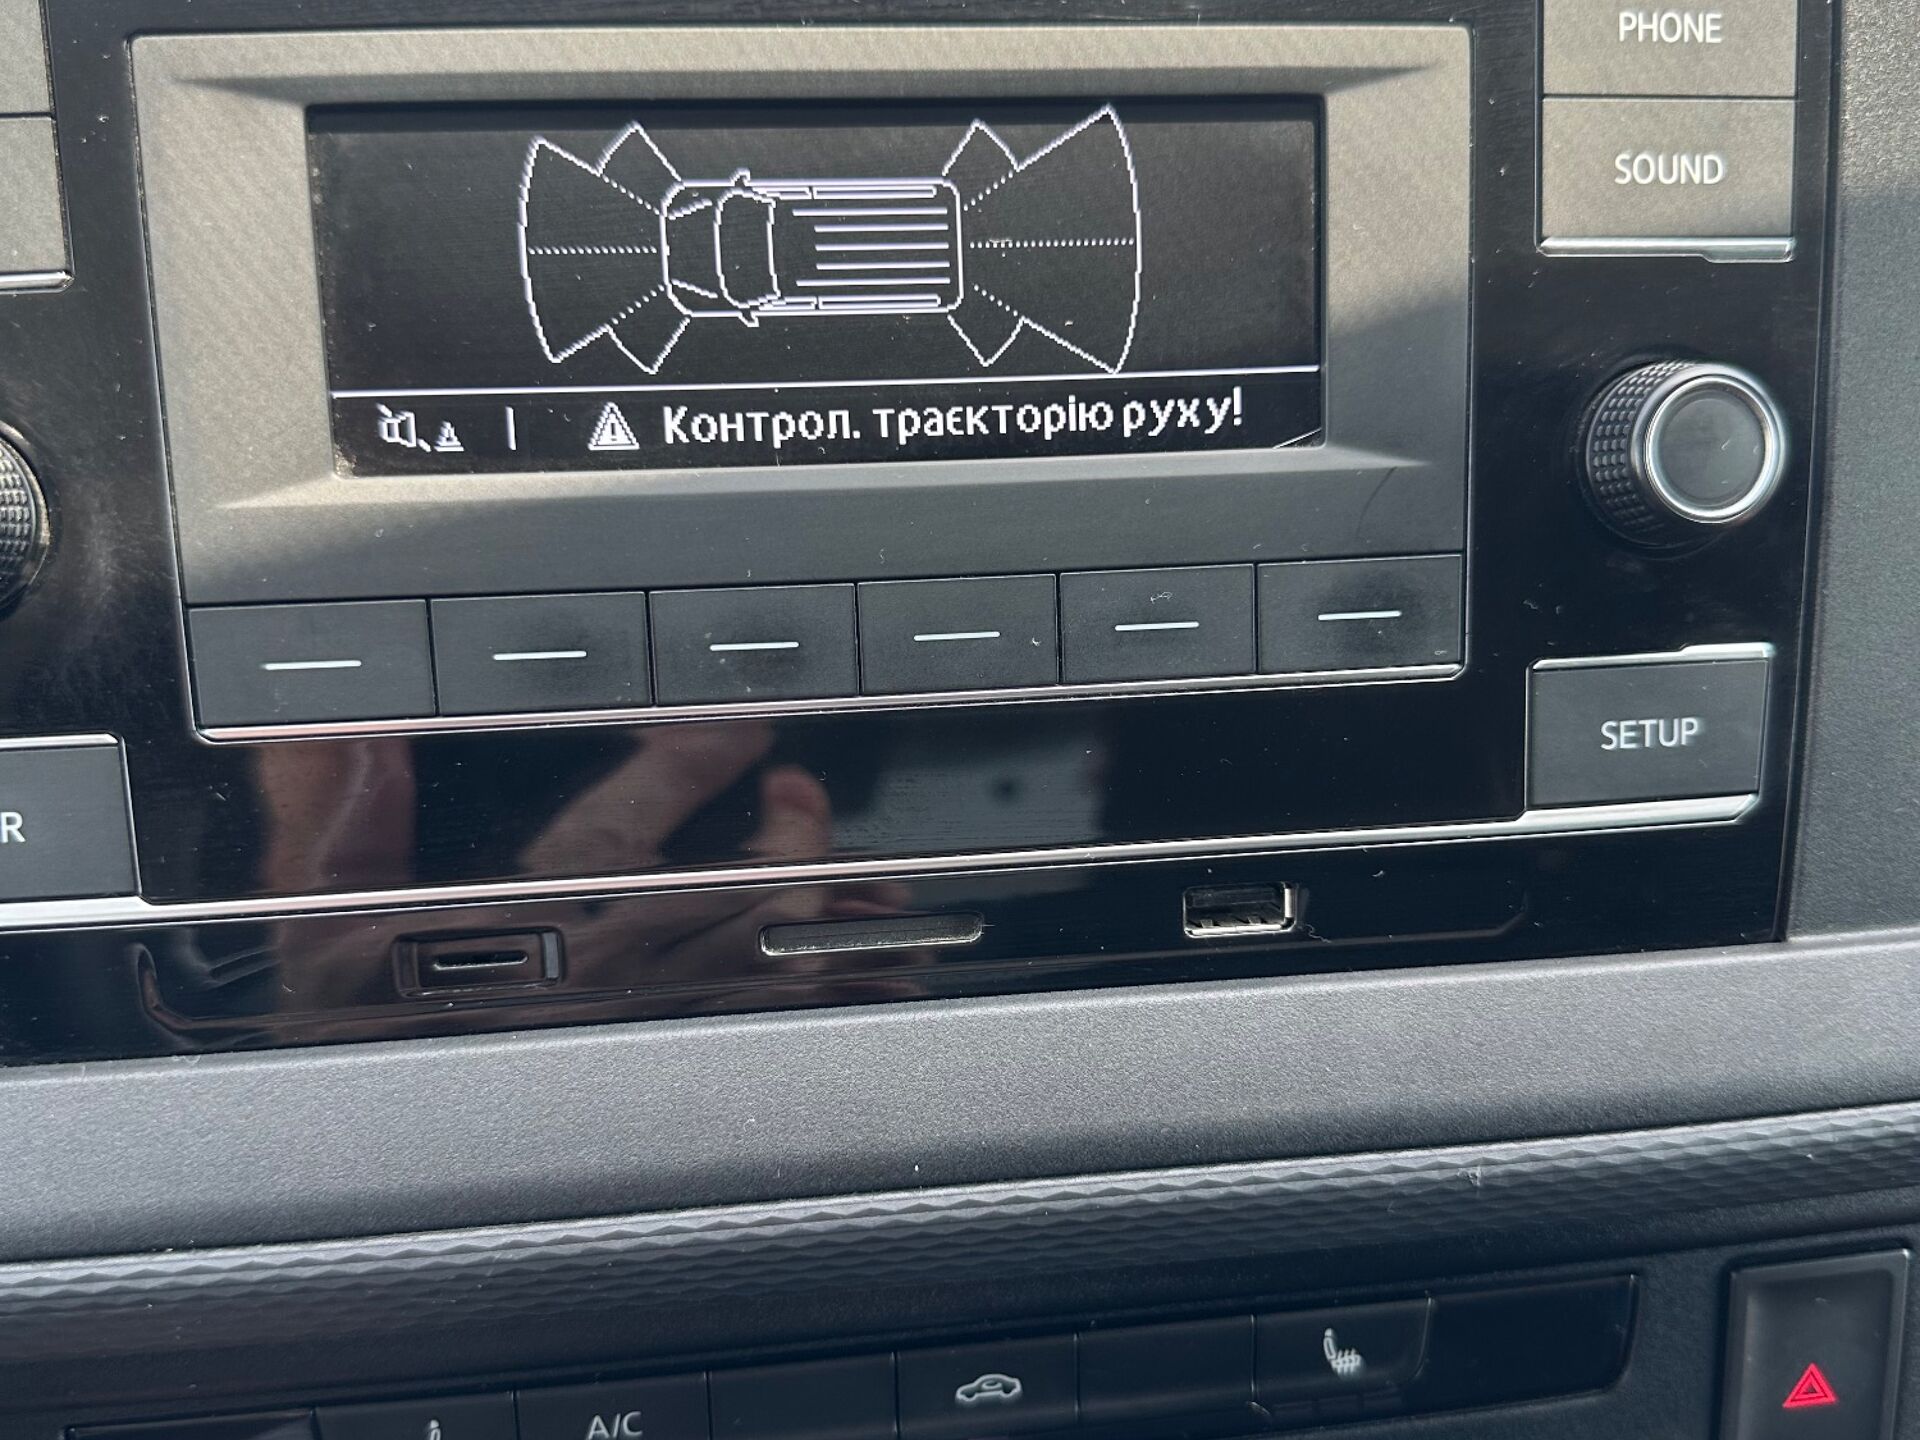 PHONE
SOUND
Контрол. траєкторію руху!
SETUP
R
A/C